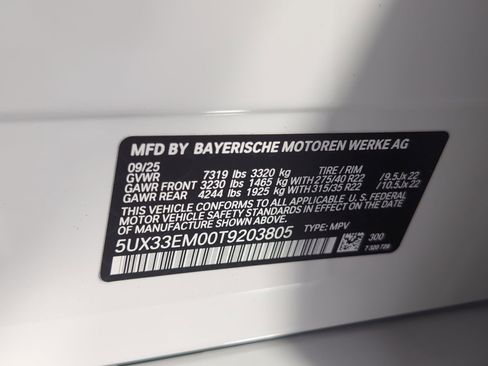 MFD BY BAYERISCHE MOTOREN WERKE AG
09/25
GVWR 7319 lbs 3320 kg TIRE / RIM
GAWR FRONT 3230 lbs 1465 kg WITH 275/40 R22 /9.5Jx22
GAWR REAR 4244 lbs 1925 kg WITH 315/35 R22 /10.5Jx22
THIS VEHICLE CONFORMS TO ALL APPLICABLE U.S. FEDERAL
MOTOR VEHICLE SAFETY STANDARDS IN EFFECT ON THE DATE
OF MANUFACTURE SHOWN ABOVE.
5UX33EM00T9203805 TYPE: MPV
300